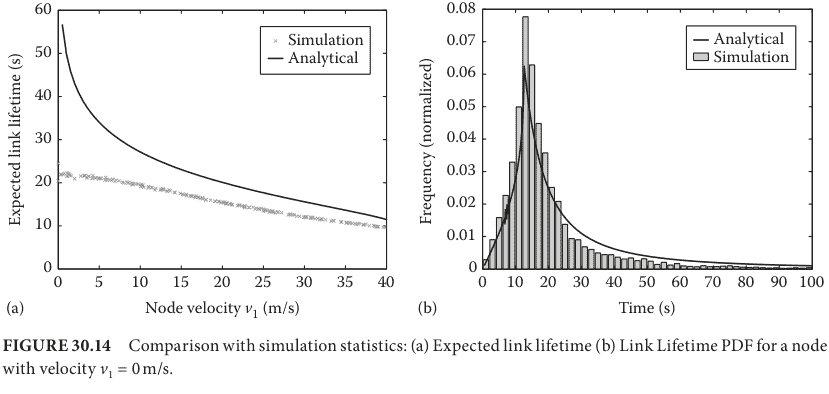 60
50
40
30
20
10
0
Expected link lifetime (s)
Simulation
Analytical
0 5 10 15 20 25 30 35 40
(a) Node velocity v1 (m/s)
0.08
0.07
0.06
0.05
0.04
0.03
0.02
0.01
0
Frequency (normalized)
Analytical
Simulation
0 10 20 30 40 50 60 70 80 90 100
(b) Time (s)
FIGURE 30.14 Comparison with simulation statistics: (a) Expected link lifetime (b) Link Lifetime PDF for a node
with velocity v1 = 0 m/s.